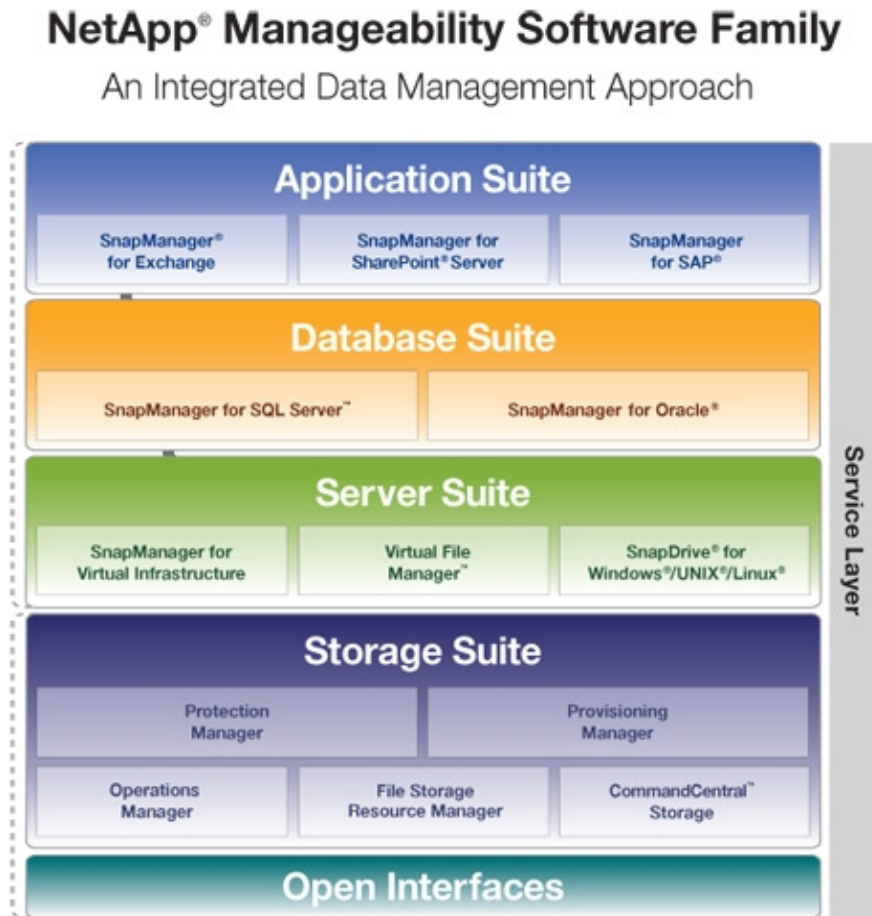 NetApp® Manageability Software Family
An Integrated Data Management Approach
Application Suite
SnapManager®
for Exchange
SnapManager for
SharePoint® Server
SnapManager
for SAP®
Database Suite
SnapManager for SQL Server™
SnapManager for Oracle®
Server Suite
SnapManager for
Virtual Infrastructure
Virtual File
Manager™
SnapDrive® for
Windows®/UNIX®/Linux®
Storage Suite
Protection
Manager
Provisioning
Manager
Operations
Manager
File Storage
Resource Manager
CommandCentral™
Storage
Open Interfaces
Service Layer